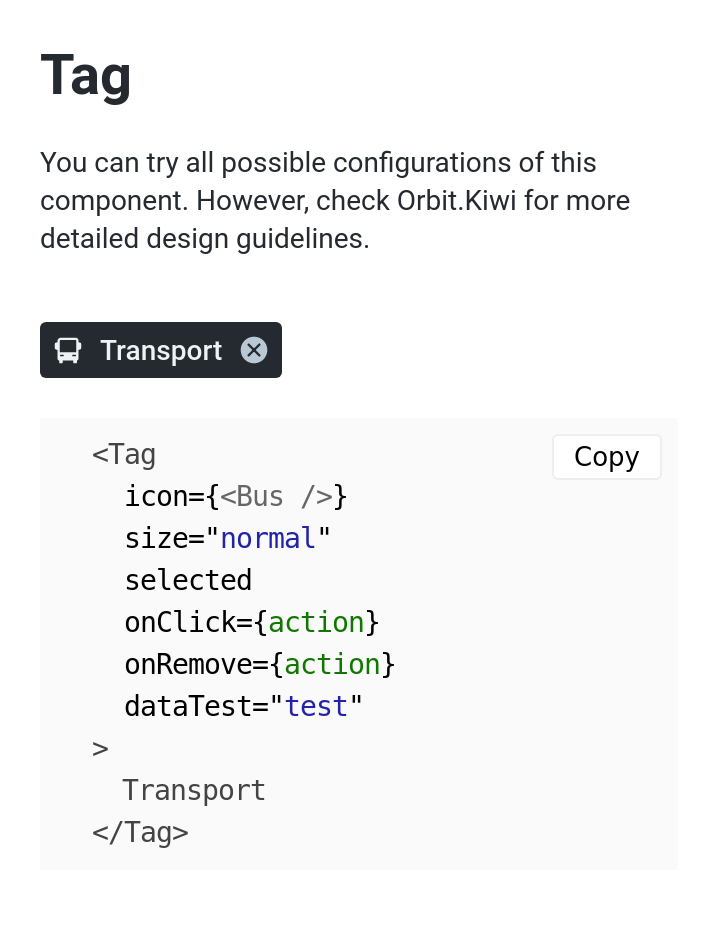 Tag
You can try all possible configurations of this
component. However, check Orbit.Kiwi for more
detailed design guidelines.
Transport
Copy
<Tag
  icon={<Bus />}
  size="normal"
  selected
  onClick={action}
  onRemove={action}
  dataTest="test"
>
  Transport
</Tag>